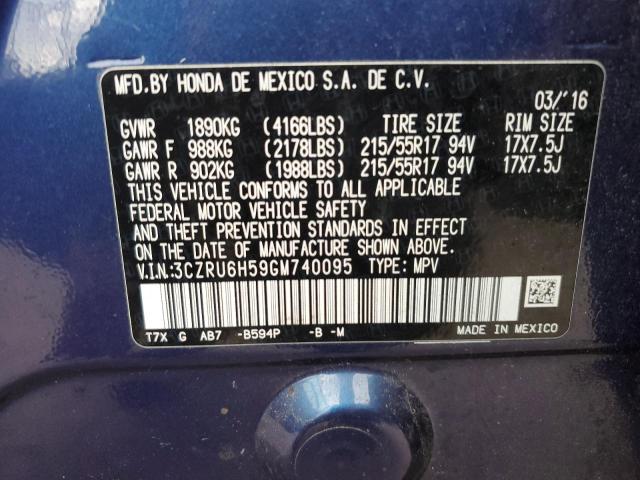 MFD.BY HONDA DE MEXICO S.A. DE C.V.
03/'16
GVWR 1890KG (4166LBS) TIRE SIZE RIM SIZE
GAWR F 988KG (2178LBS) 215/55R17 94V 17X7.5J
GAWR R 902KG (1988LBS) 215/55R17 94V 17X7.5J
THIS VEHICLE CONFORMS TO ALL APPLICABLE
FEDERAL MOTOR VEHICLE SAFETY
AND THEFT PREVENTION STANDARDS IN EFFECT
ON THE DATE OF MANUFACTURE SHOWN ABOVE.
V.I.N:3CZRU6H59GM740095 TYPE: MPV
T7X G AB7 -B594P -B -M MADE IN MEXICO